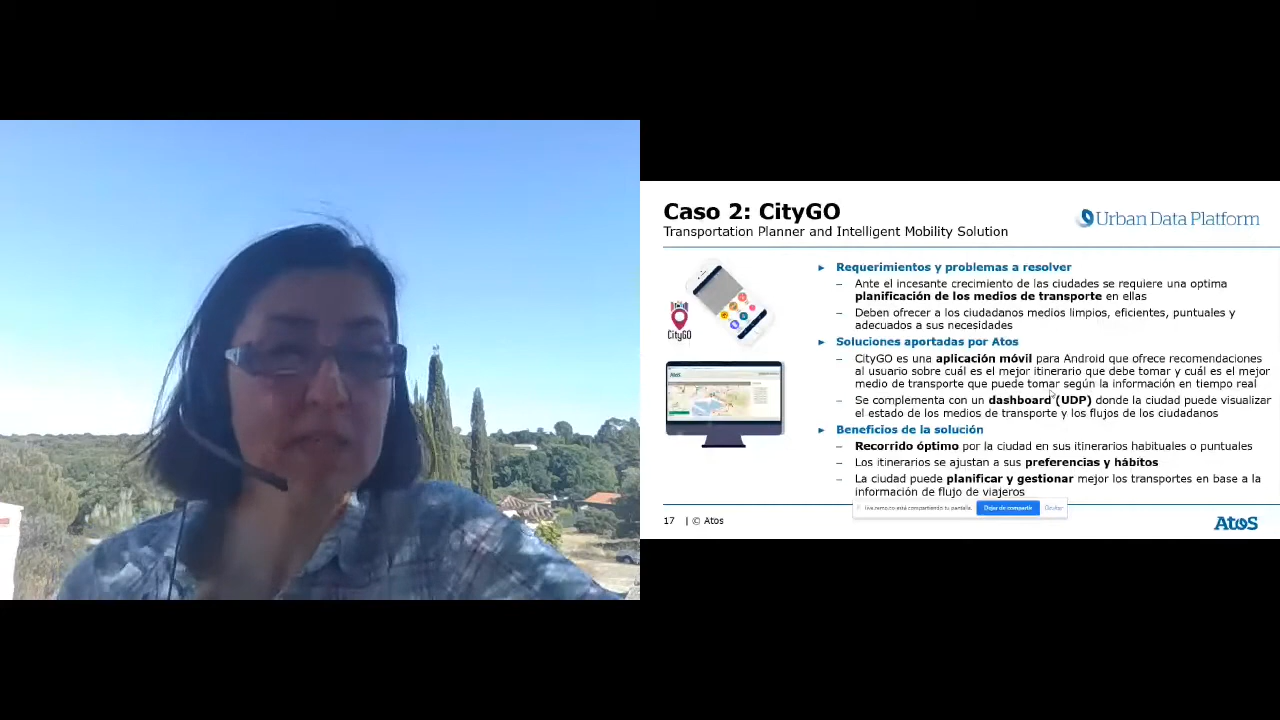 Caso 2: CityGO
Transportation Planner and Intelligent Mobility Solution
Urban Data Platform
CityGO
Requerimientos y problemas a resolver
– Ante el incesante crecimiento de las ciudades se requiere una optima
planificación de los medios de transporte en ellas
– Deben ofrecer a los ciudadanos medios limpios, eficientes, puntuales y
adecuados a sus necesidades
Soluciones aportadas por Atos
– CityGO es una aplicación móvil para Android que ofrece recomendaciones
al usuario sobre cuál es el mejor itinerario que debe tomar y cuál es el mejor
medio de transporte que puede tomar según la información en tiempo real
– Se complementa con un dashboard (UDP) donde la ciudad puede visualizar
el estado de los medios de transporte y los flujos de los ciudadanos
Beneficios de la solución
– Recorrido óptimo por la ciudad en sus itinerarios habituales o puntuales
– Los itinerarios se ajustan a sus preferencias y hábitos
– La ciudad puede planificar y gestionar mejor los transportes en base a la
información de flujo de viajeros
live.remo.co está compartiendo tu pantalla.
Dejar de compartir
Ocultar
17 | © Atos
Atos